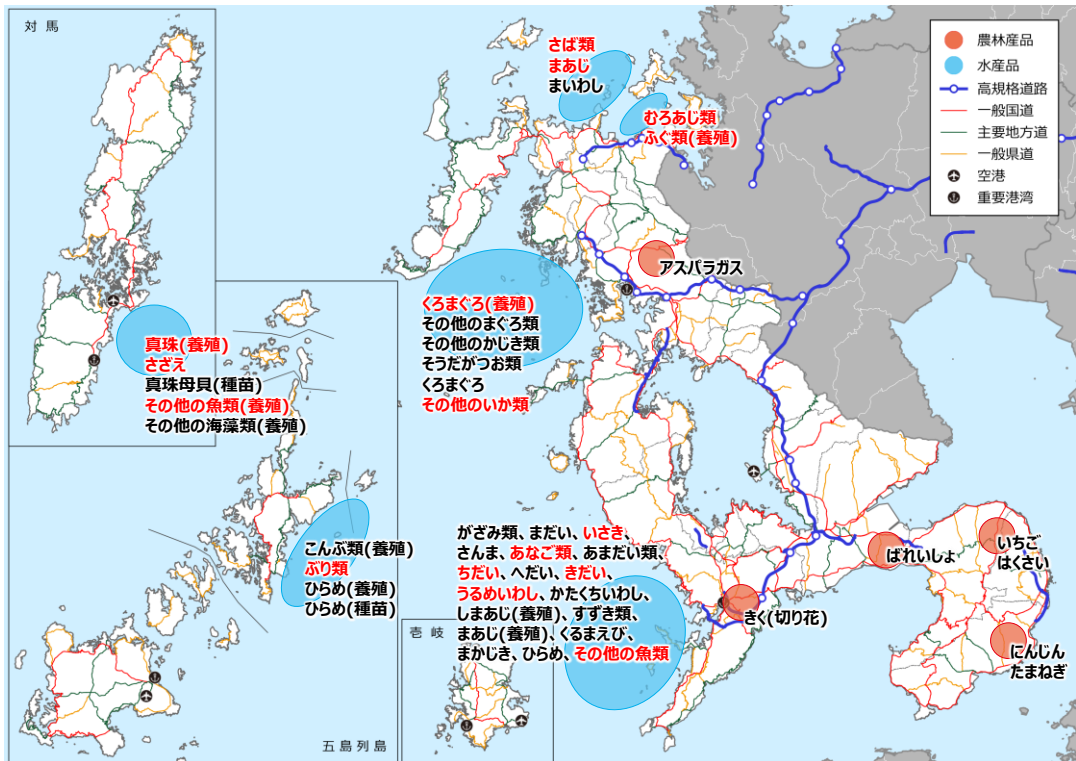 対馬
さば類
まあじ
まいわし
むろあじ類
ふぐ類(養殖)
農林産品
水産品
高規格道路
一般国道
主要地方道
一般県道
空港
重要港湾
アスパラガス
くろまぐろ(養殖)
その他のまぐろ類
その他のかじき類
そうだがつお類
くろまぐろ
その他のいか類
真珠(養殖)
さざえ
真珠母貝(種苗)
その他の魚類(養殖)
その他の海藻類(養殖)
こんぶ類(養殖)
ぶり類
ひらめ(養殖)
ひらめ(種苗)
五島列島
壱岐
がざみ類、まだい、いさき、
さんま、あなご類、あまだい類、
ちだい、へだい、きだい、
うるめいわし、かたくちいわし、
しまあじ(養殖)、すずき類、
まあじ(養殖)、くるまえび、
まかじき、ひらめ、その他の魚類
きく(切り花)
ばれいしょ
いちご
はくさい
にんじん
たまねぎ